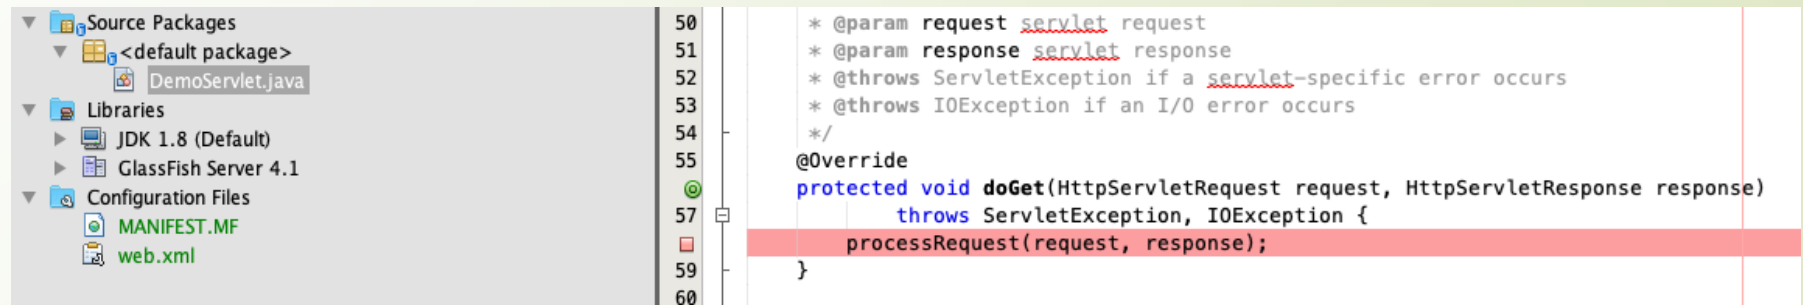 Source Packages
<default package>
DemoServlet.java
Libraries
JDK 1.8 (Default)
GlassFish Server 4.1
Configuration Files
MANIFEST.MF
web.xml
50 * @param request servlet request
51 * @param response servlet response
52 * @throws ServletException if a servlet-specific error occurs
53 * @throws IOException if an I/O error occurs
54 */
55 @Override
protected void doGet(HttpServletRequest request, HttpServletResponse response)
57 throws ServletException, IOException {
processRequest(request, response);
59 }
60